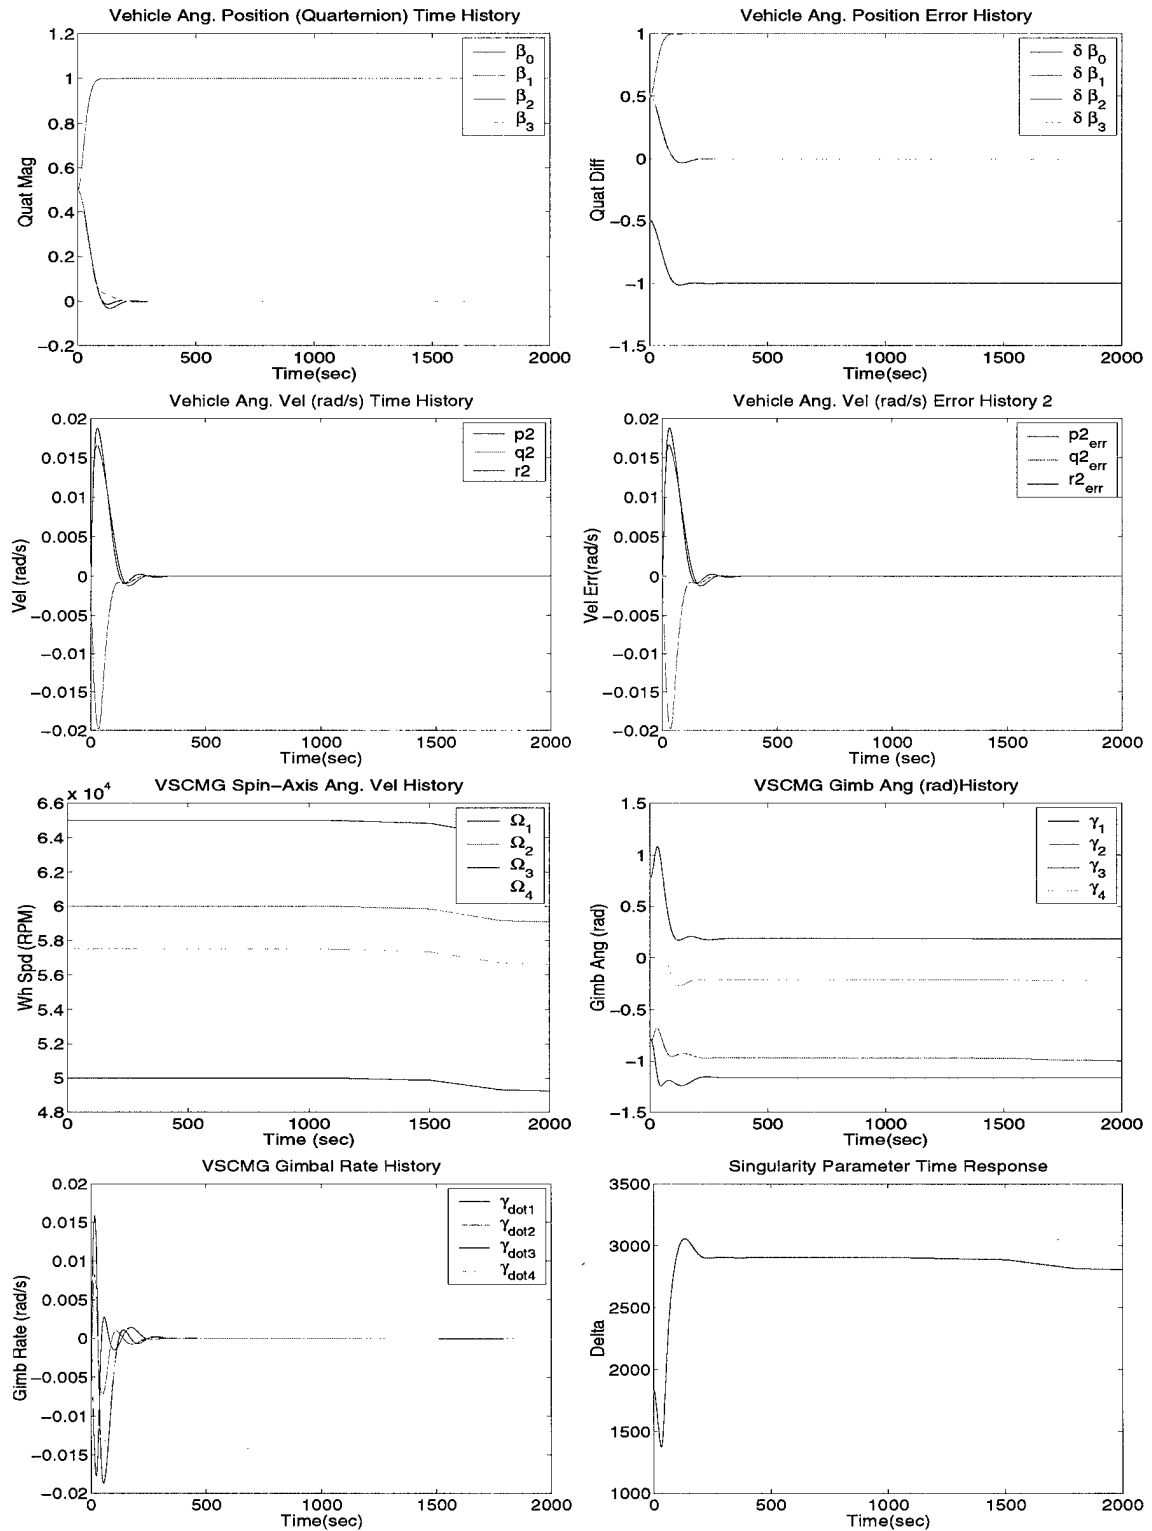 Vehicle Ang. Position (Quarternion) Time History
1.2
1
0.8
0.6
0.4
0.2
0
−0.2
Quat Mag
β0
β1
β2
β3
0 500 1000 1500 2000
Time(sec)
Vehicle Ang. Position Error History
1
0.5
0
−0.5
−1
−1.5
Quat Diff
δ β0
δ β1
δ β2
δ β3
0 500 1000 1500 2000
Time(sec)
Vehicle Ang. Vel (rad/s) Time History
0.02
0.015
0.01
0.005
0
−0.005
−0.01
−0.015
−0.02
Vel (rad/s)
p2
q2
r2
0 500 1000 1500 2000
Time(sec)
Vehicle Ang. Vel (rad/s) Error History 2
0.02
0.015
0.01
0.005
0
−0.005
−0.01
−0.015
−0.02
Vel Err(rad/s)
p2err
q2err
r2err
0 500 1000 1500 2000
Time(sec)
VSCMG Spin−Axis Ang. Vel History
x 10^4
6.6
6.4
6.2
6
5.8
5.6
5.4
5.2
5
4.8
Wh Spd (RPM)
Ω1
Ω2
Ω3
Ω4
0 500 1000 1500 2000
Time (sec)
VSCMG Gimb Ang (rad)History
1.5
1
0.5
0
−0.5
−1
−1.5
Gimb Ang (rad)
γ1
γ2
γ3
γ4
0 500 1000 1500 2000
Time(sec)
VSCMG Gimbal Rate History
0.02
0.015
0.01
0.005
0
−0.005
−0.01
−0.015
−0.02
Gimb Rate (rad/s)
γdot1
γdot2
γdot3
γdot4
0 500 1000 1500 2000
Time(sec)
Singularity Parameter Time Response
3500
3000
2500
2000
1500
1000
Delta
0 500 1000 1500 2000
Time(sec)